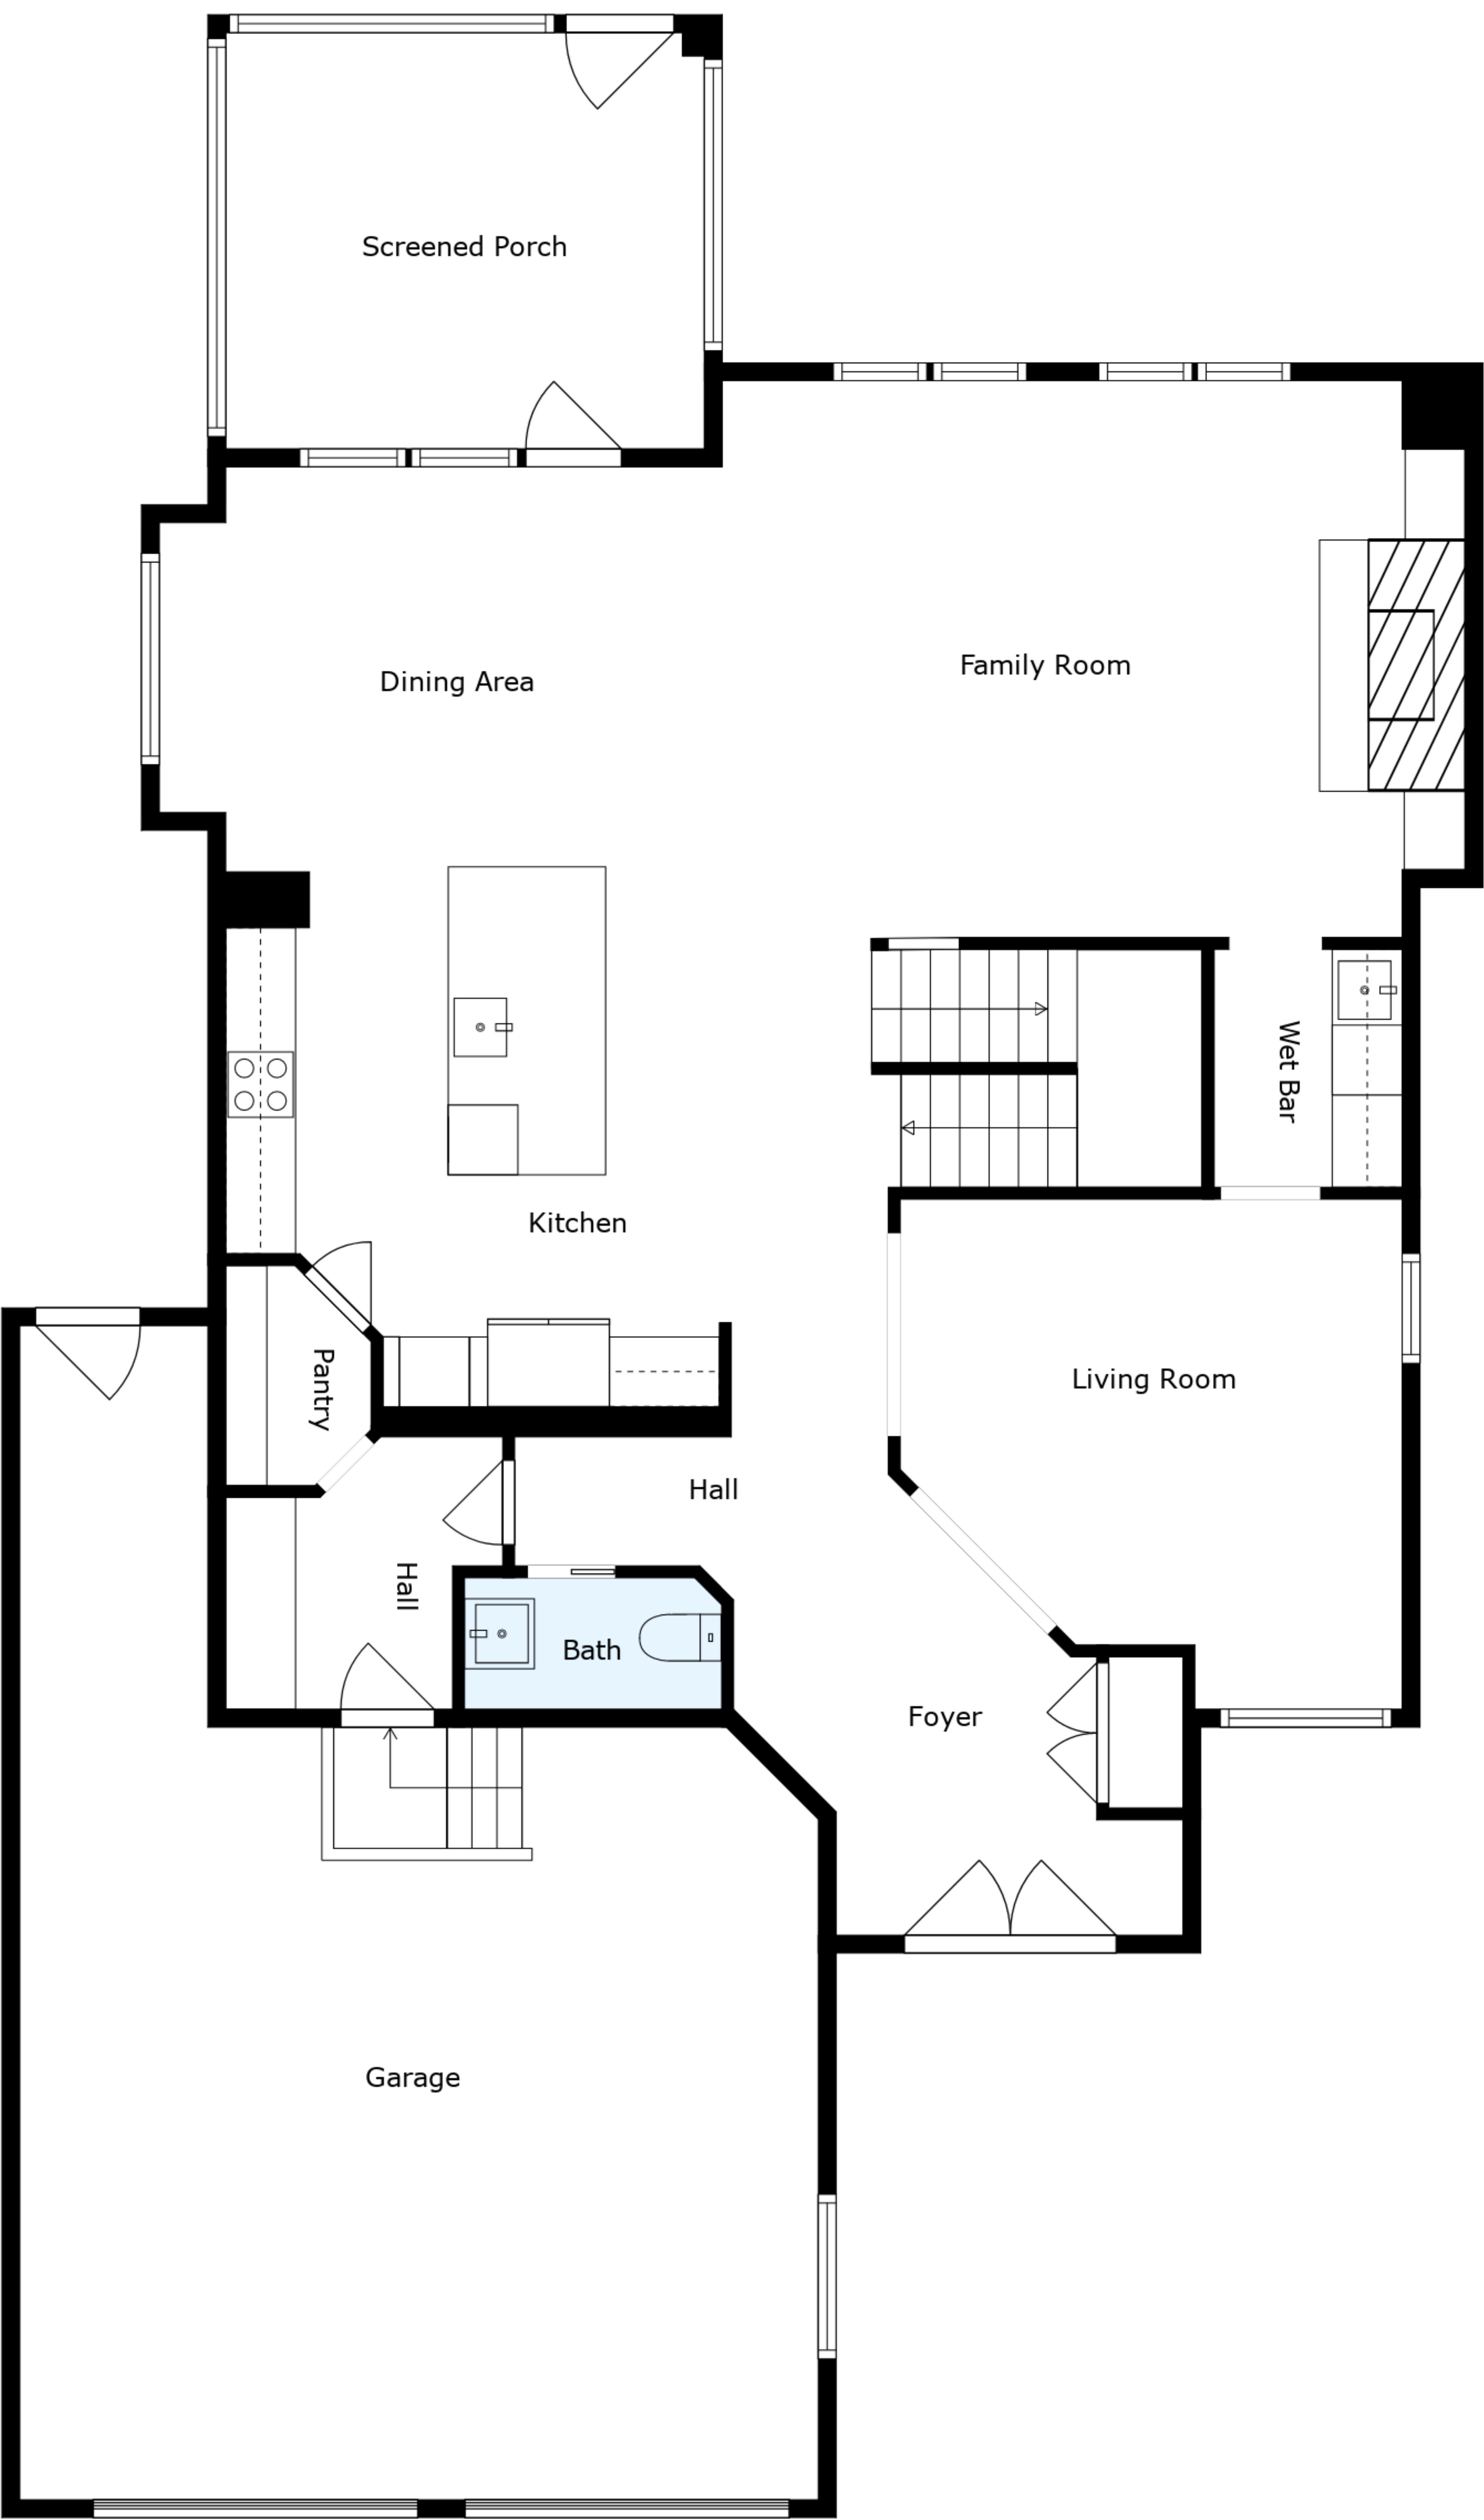 Screened Porch
Family Room
Dining Area
Wet Bar
Kitchen
Living Room
Pantry
Hall
Hall
Bath
Foyer
Garage